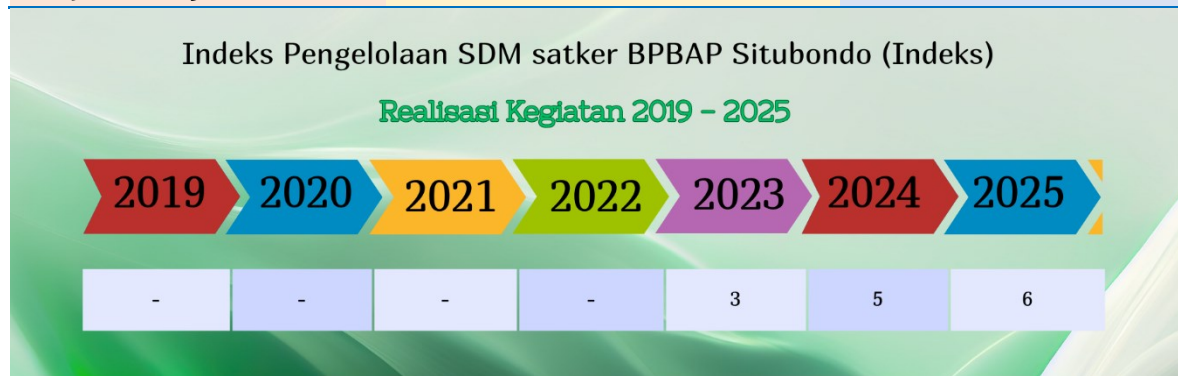 Indeks Pengelolaan SDM satker BPBAP Situbondo (Indeks)
Realisasi Kegiatan 2019 – 2025
2019 2020 2021 2022 2023 2024 2025
- - - - 3 5 6